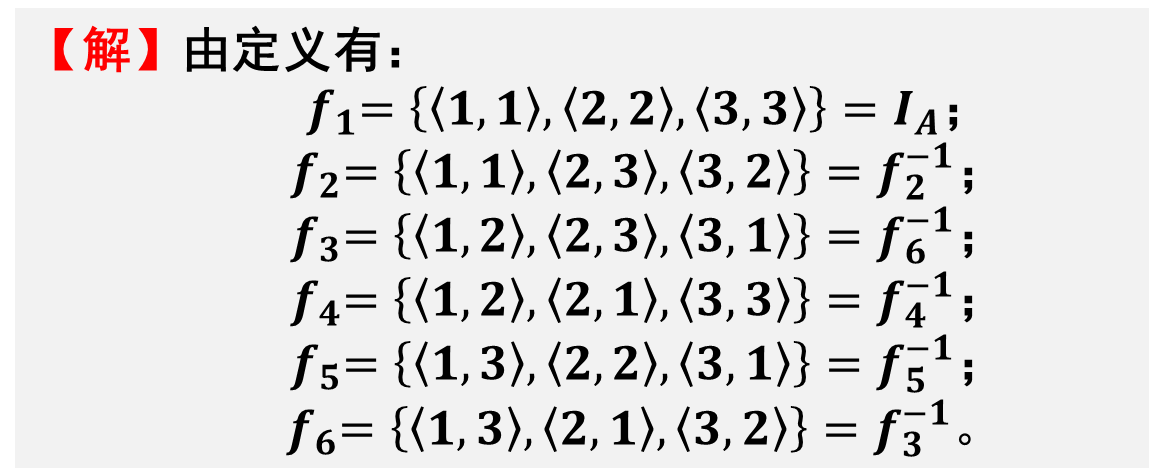 【解】由定义有：
f₁= {⟨1, 1⟩, ⟨2, 2⟩, ⟨3, 3⟩} = I_A；
f₂= {⟨1, 1⟩, ⟨2, 3⟩, ⟨3, 2⟩} = f₂⁻¹；
f₃= {⟨1, 2⟩, ⟨2, 3⟩, ⟨3, 1⟩} = f₆⁻¹；
f₄= {⟨1, 2⟩, ⟨2, 1⟩, ⟨3, 3⟩} = f₄⁻¹；
f₅= {⟨1, 3⟩, ⟨2, 2⟩, ⟨3, 1⟩} = f₅⁻¹；
f₆= {⟨1, 3⟩, ⟨2, 1⟩, ⟨3, 2⟩} = f₃⁻¹。